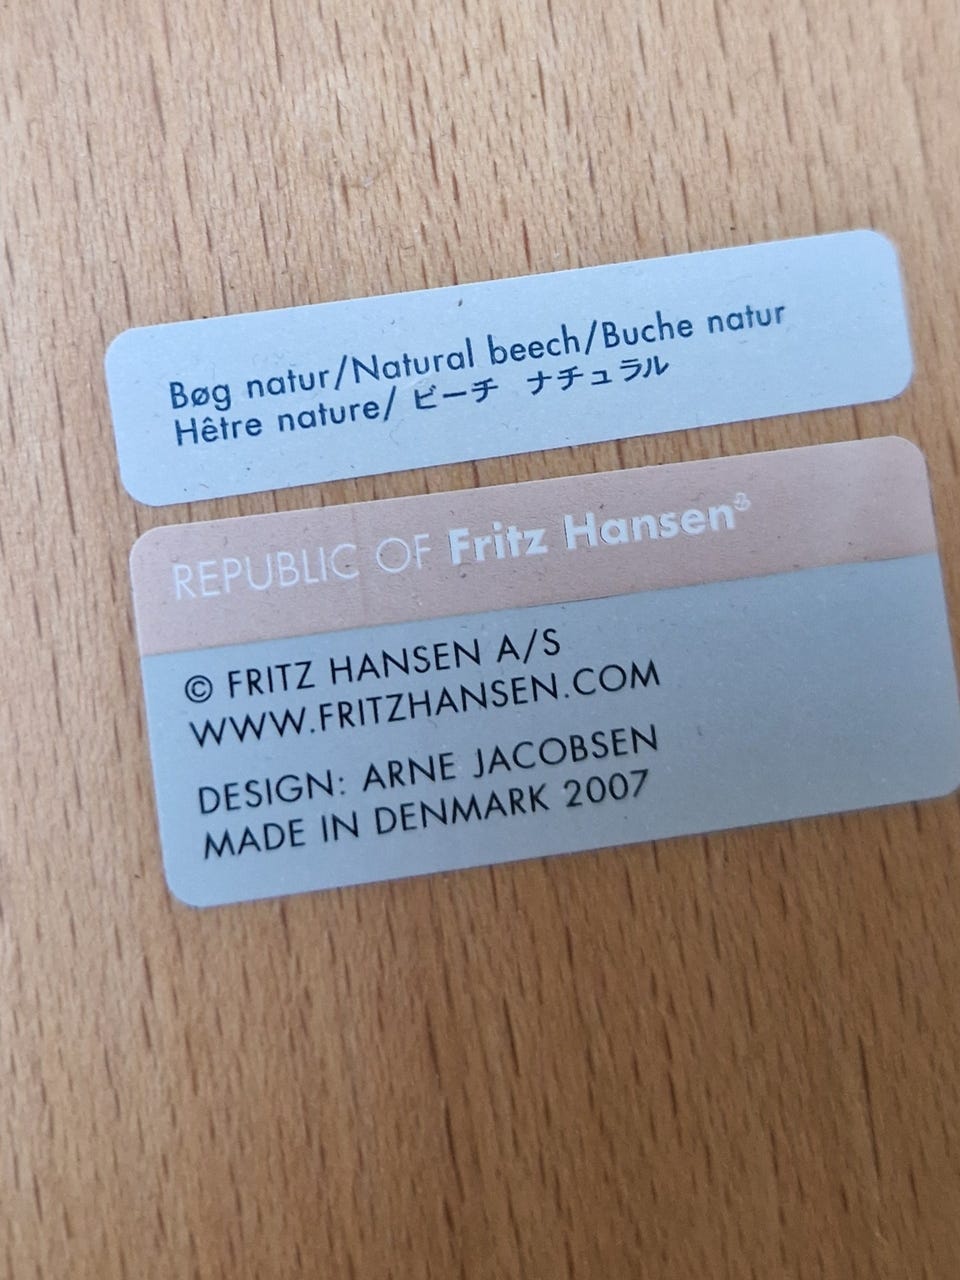 Bøg natur/Natural beech/Buche natur
Hêtre nature/ ビーチ ナチュラル
REPUBLIC OF Fritz Hansen®
© FRITZ HANSEN A/S
WWW.FRITZHANSEN.COM
DESIGN: ARNE JACOBSEN
MADE IN DENMARK 2007